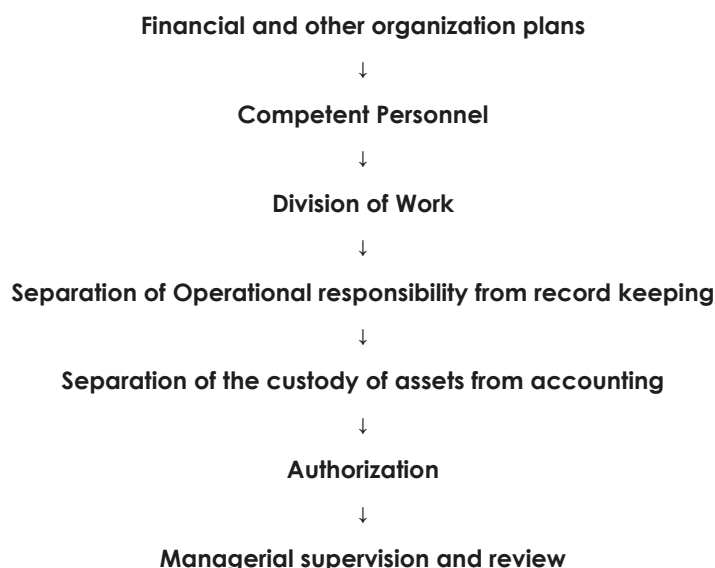 Financial and other organization plans
↓
Competent Personnel
↓
Division of Work
↓
Separation of Operational responsibility from record keeping
↓
Separation of the custody of assets from accounting
↓
Authorization
↓
Managerial supervision and review